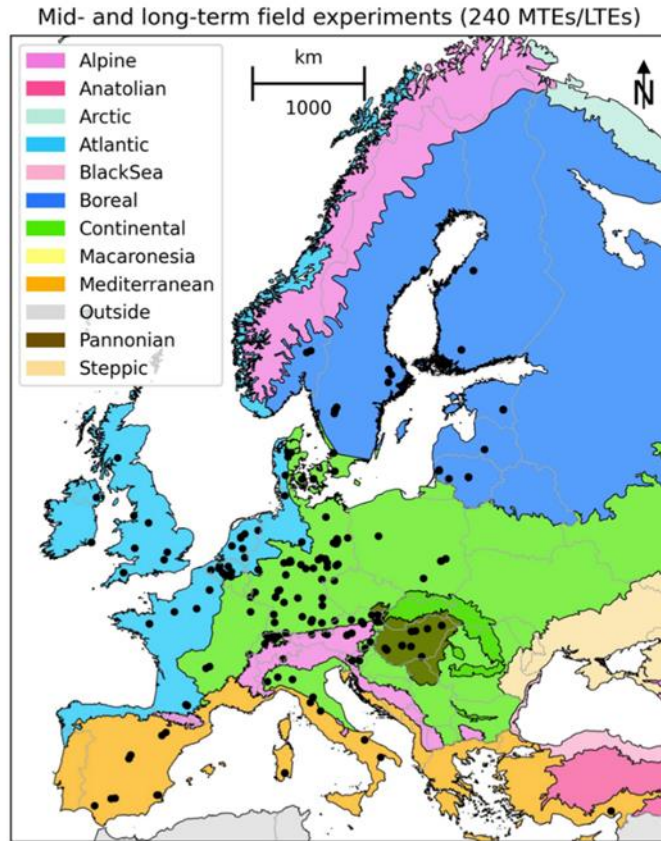 Mid- and long-term field experiments (240 MTEs/LTEs)
Alpine
Anatolian
Arctic
Atlantic
BlackSea
Boreal
Continental
Macaronesia
Mediterranean
Outside
Pannonian
Steppic
km
1000
N